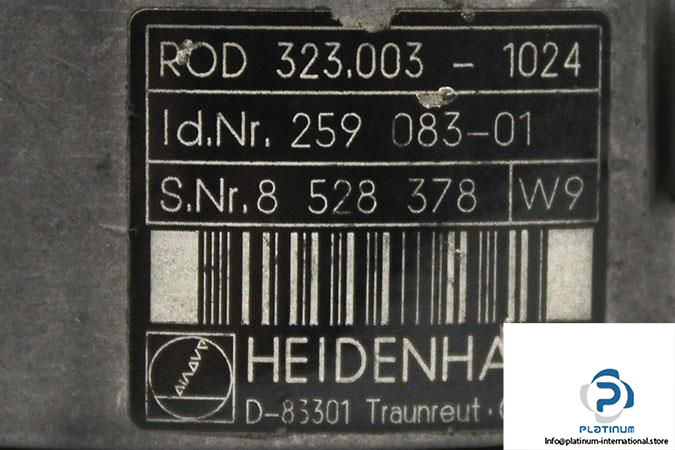 ROD 323.003 - 1024
Id.Nr. 259 083-01
S.Nr. 8 528 378 W9
HEIDENHA
D-83301 Traunreut ·
PLATINUM
Info@platinum-international.store